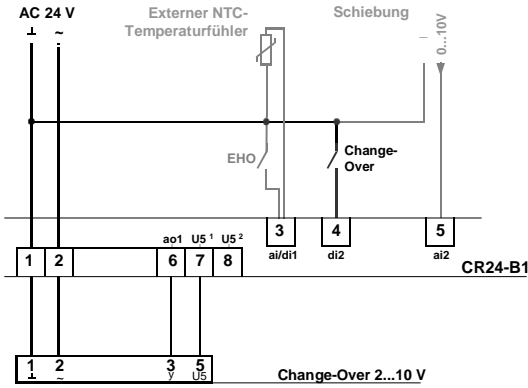 AC 24 V
Externer NTC-
Temperaturfühler
Schiebung
⊥ ~
–
0...10V
EHO
Change-
Over
3 4 5
ao1 U5 ¹ U5 ²
ai/di1 di2 ai2
1 2 6 7 8
CR24-B1
1 2 3 5
⊥ ~ y U5
Change-Over 2...10 V